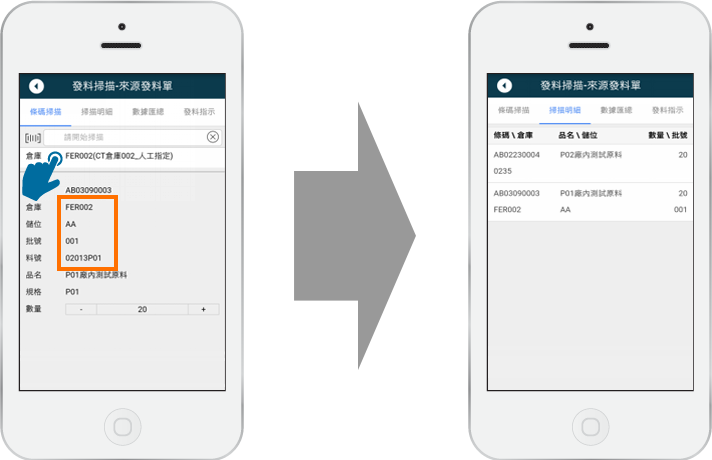 發料掃描-來源發料單
條碼掃描 掃描明細 數據匯總 發料指示
請開始掃描
倉庫 FER002(CT倉庫002_人工指定)
AB03090003
倉庫 FER002
儲位 AA
批號 001
料號 02013P01
品名 P01廠內測試原料
規格 P01
數量 - 20 +
發料掃描-來源發料單
條碼掃描 掃描明細 數據匯總 發料指示
條碼 \ 倉庫 品名 \ 儲位 數量 \ 批號
AB02230004 P02廠內測試原料 20
0235
AB03090003 P01廠內測試原料 20
FER002 AA 001